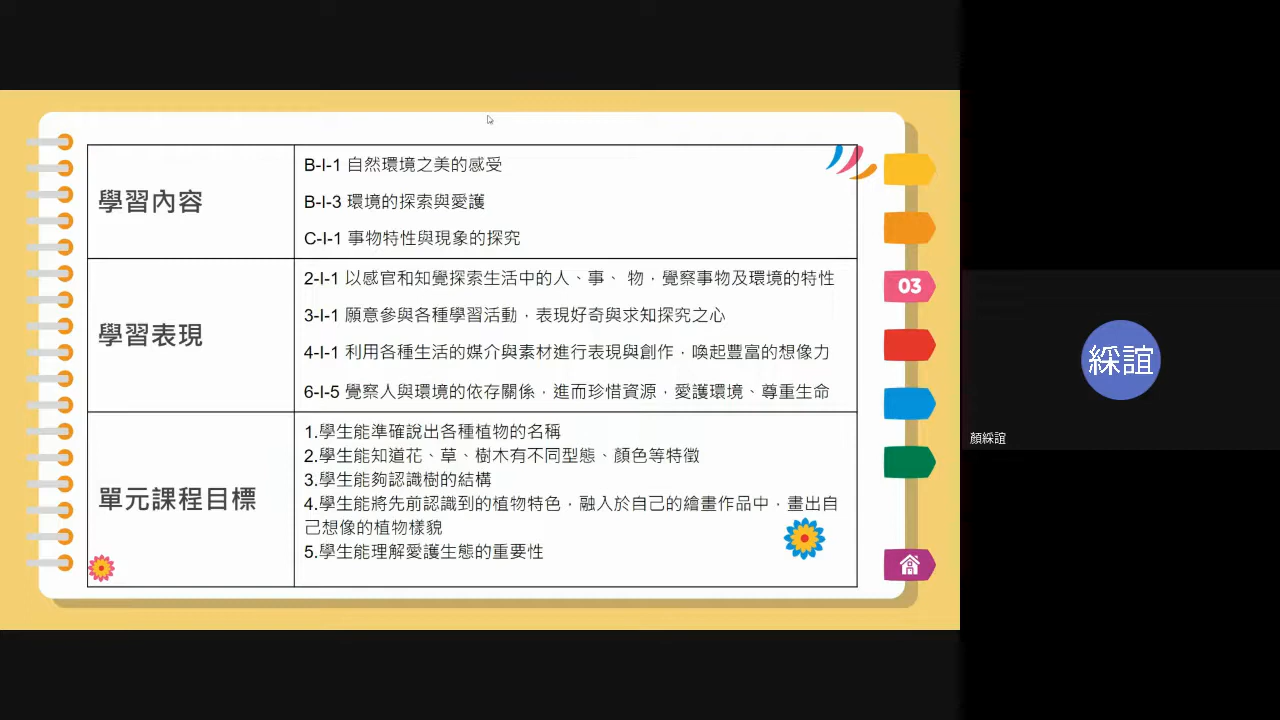 學習內容
B-I-1 自然環境之美的感受
B-I-3 環境的探索與愛護
C-I-1 事物特性與現象的探究
學習表現
2-I-1 以感官和知覺探索生活中的人、事、 物，覺察事物及環境的特性
3-I-1 願意參與各種學習活動，表現好奇與求知探究之心
4-I-1 利用各種生活的媒介與素材進行表現與創作，喚起豐富的想像力
6-I-5 覺察人與環境的依存關係，進而珍惜資源，愛護環境、尊重生命
單元課程目標
1.學生能準確說出各種植物的名稱
2.學生能知道花、草、樹木有不同型態、顏色等特徵
3.學生能夠認識樹的結構
4.學生能將先前認識到的植物特色，融入於自己的繪畫作品中，畫出自
己想像的植物樣貌
5.學生能理解愛護生態的重要性
03
綵誼
顏綵誼